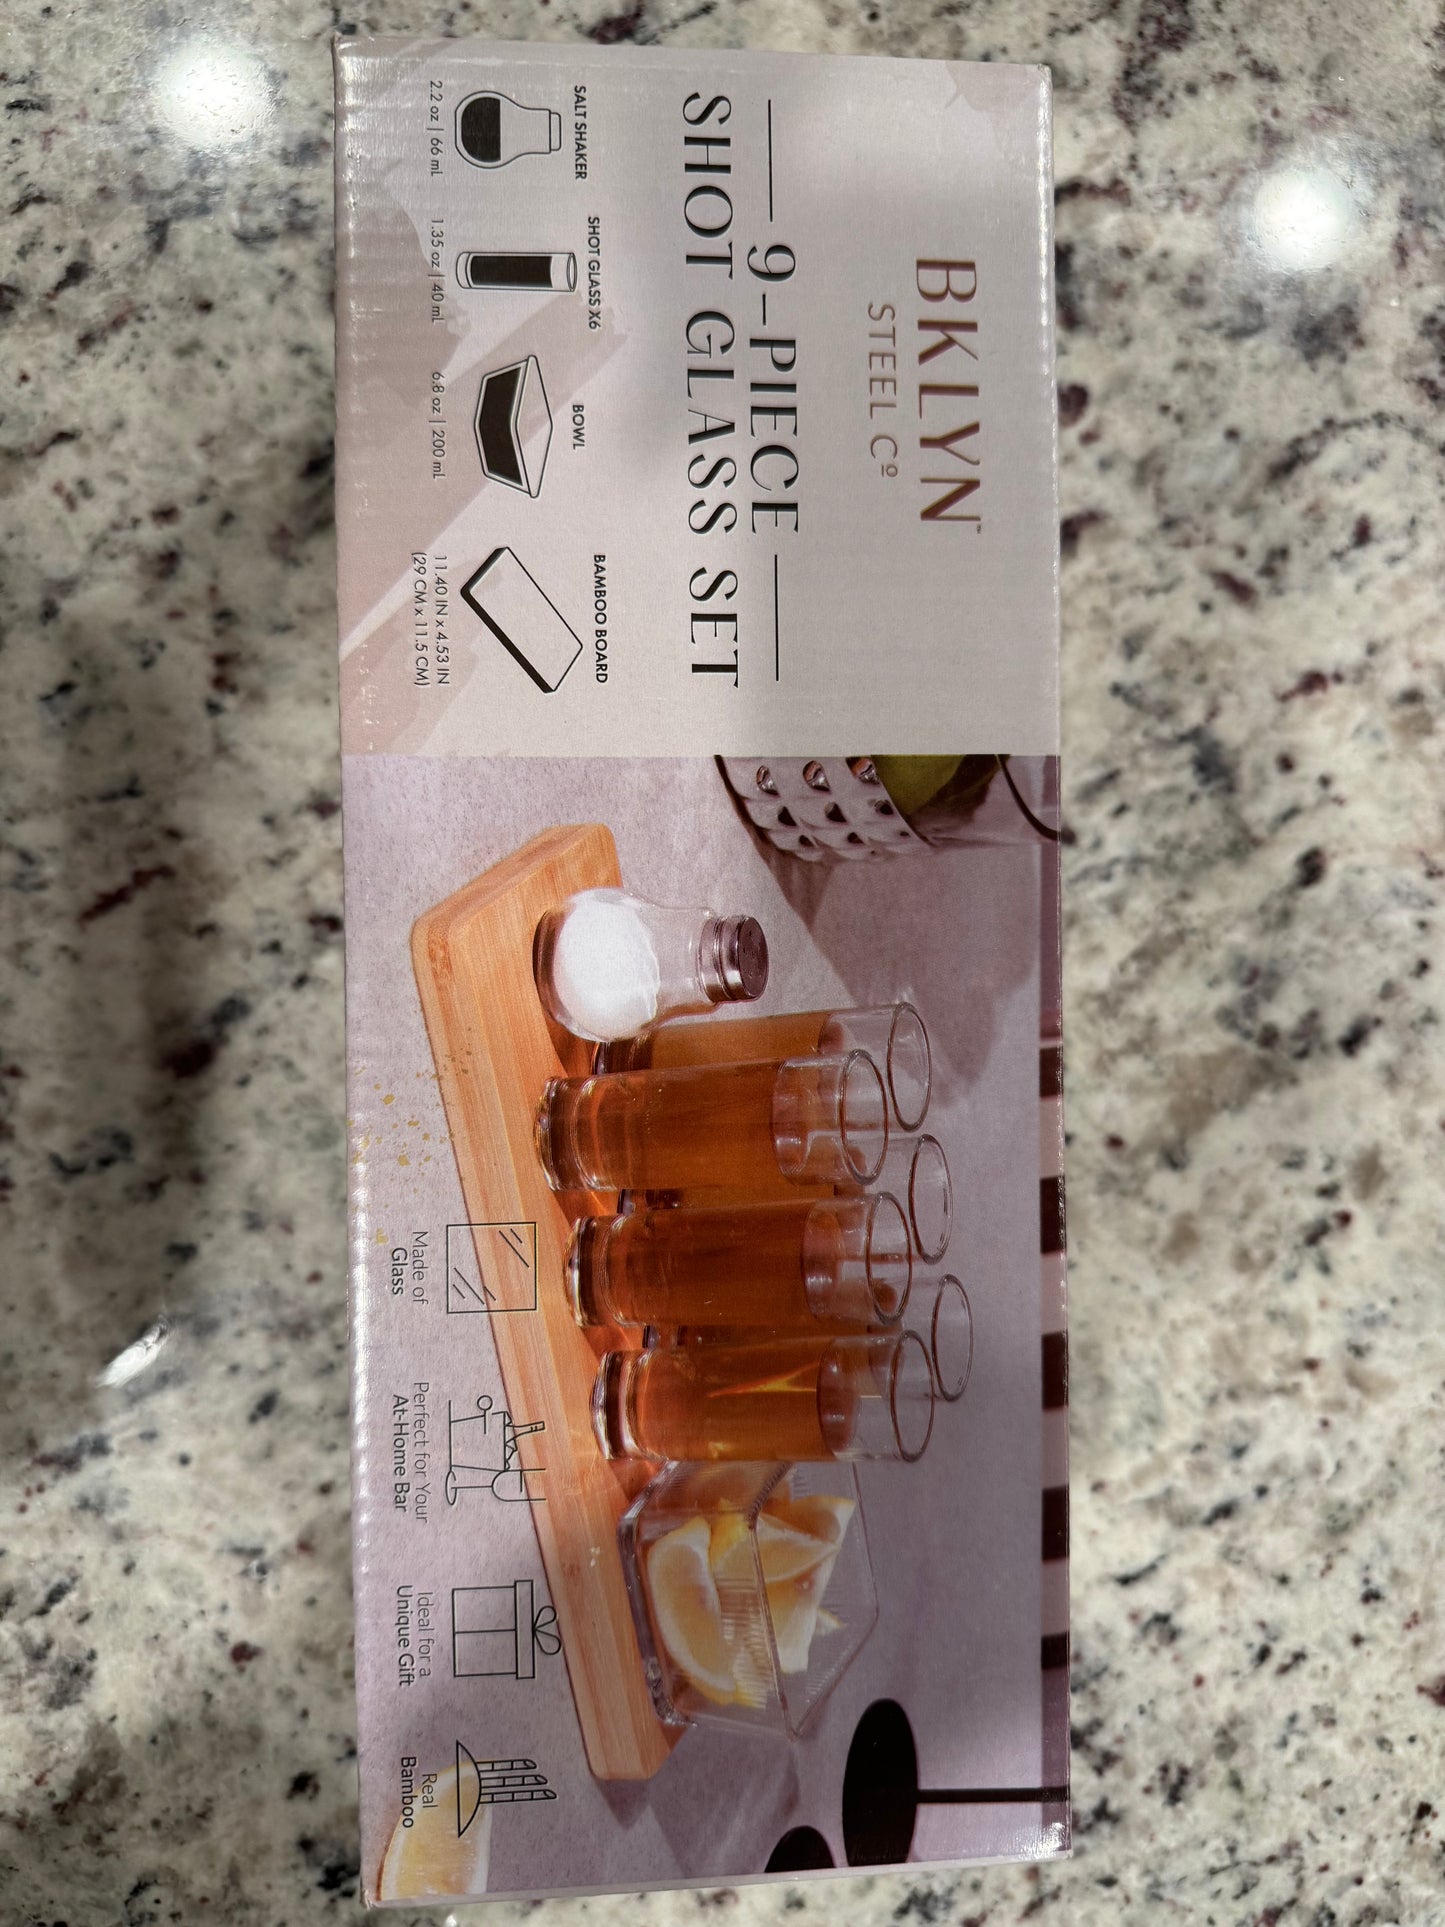 BKLYN™
STEEL Cº
9-PIECE
SHOT GLASS SET
SALT SHAKER
2.2 oz | 66 mL
SHOT GLASS X6
1.35 oz | 40 mL
BOWL
6.8 oz | 200 mL
BAMBOO BOARD
11.40 IN x 4.53 IN
(29 CM x 11.5 CM)
Made of
Glass
Perfect for Your
At-Home Bar
Ideal for a
Unique Gift
Real
Bamboo